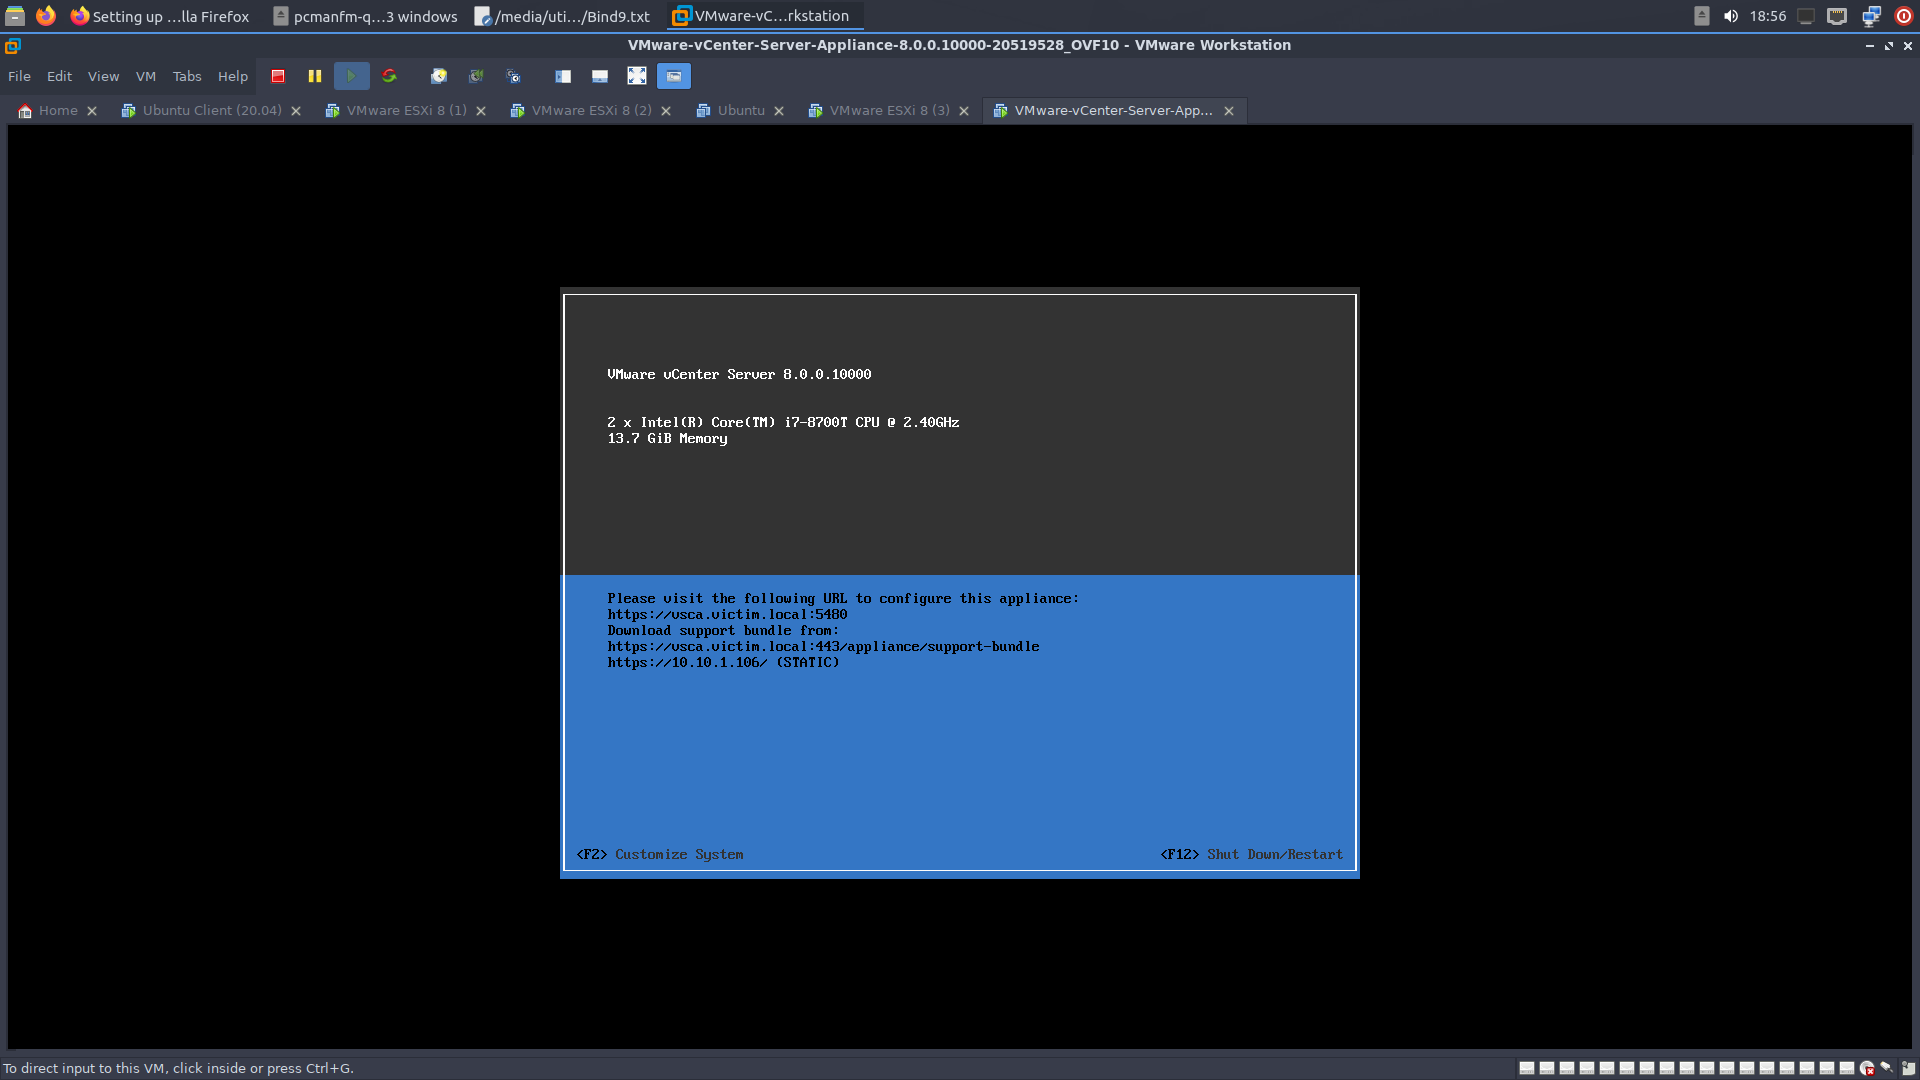 Setting up ...lla Firefox
pcmanfm-q...3 windows
/media/uti.../Bind9.txt
VMware-vC...rkstation
18:56
VMware-vCenter-Server-Appliance-8.0.0.10000-20519528_OVF10 - VMware Workstation
File Edit View VM Tabs Help
Home
Ubuntu Client (20.04)
VMware ESXi 8 (1)
VMware ESXi 8 (2)
Ubuntu
VMware ESXi 8 (3)
VMware-vCenter-Server-App...
VMware vCenter Server 8.0.0.10000
2 x Intel(R) Core(TM) i7-8700T CPU @ 2.40GHz
13.7 GiB Memory
Please visit the following URL to configure this appliance:
https://vsca.victim.local:5480
Download support bundle from:
https://vsca.victim.local:443/appliance/support-bundle
https://10.10.1.106/ (STATIC)
<F2> Customize System
<F12> Shut Down/Restart
To direct input to this VM, click inside or press Ctrl+G.